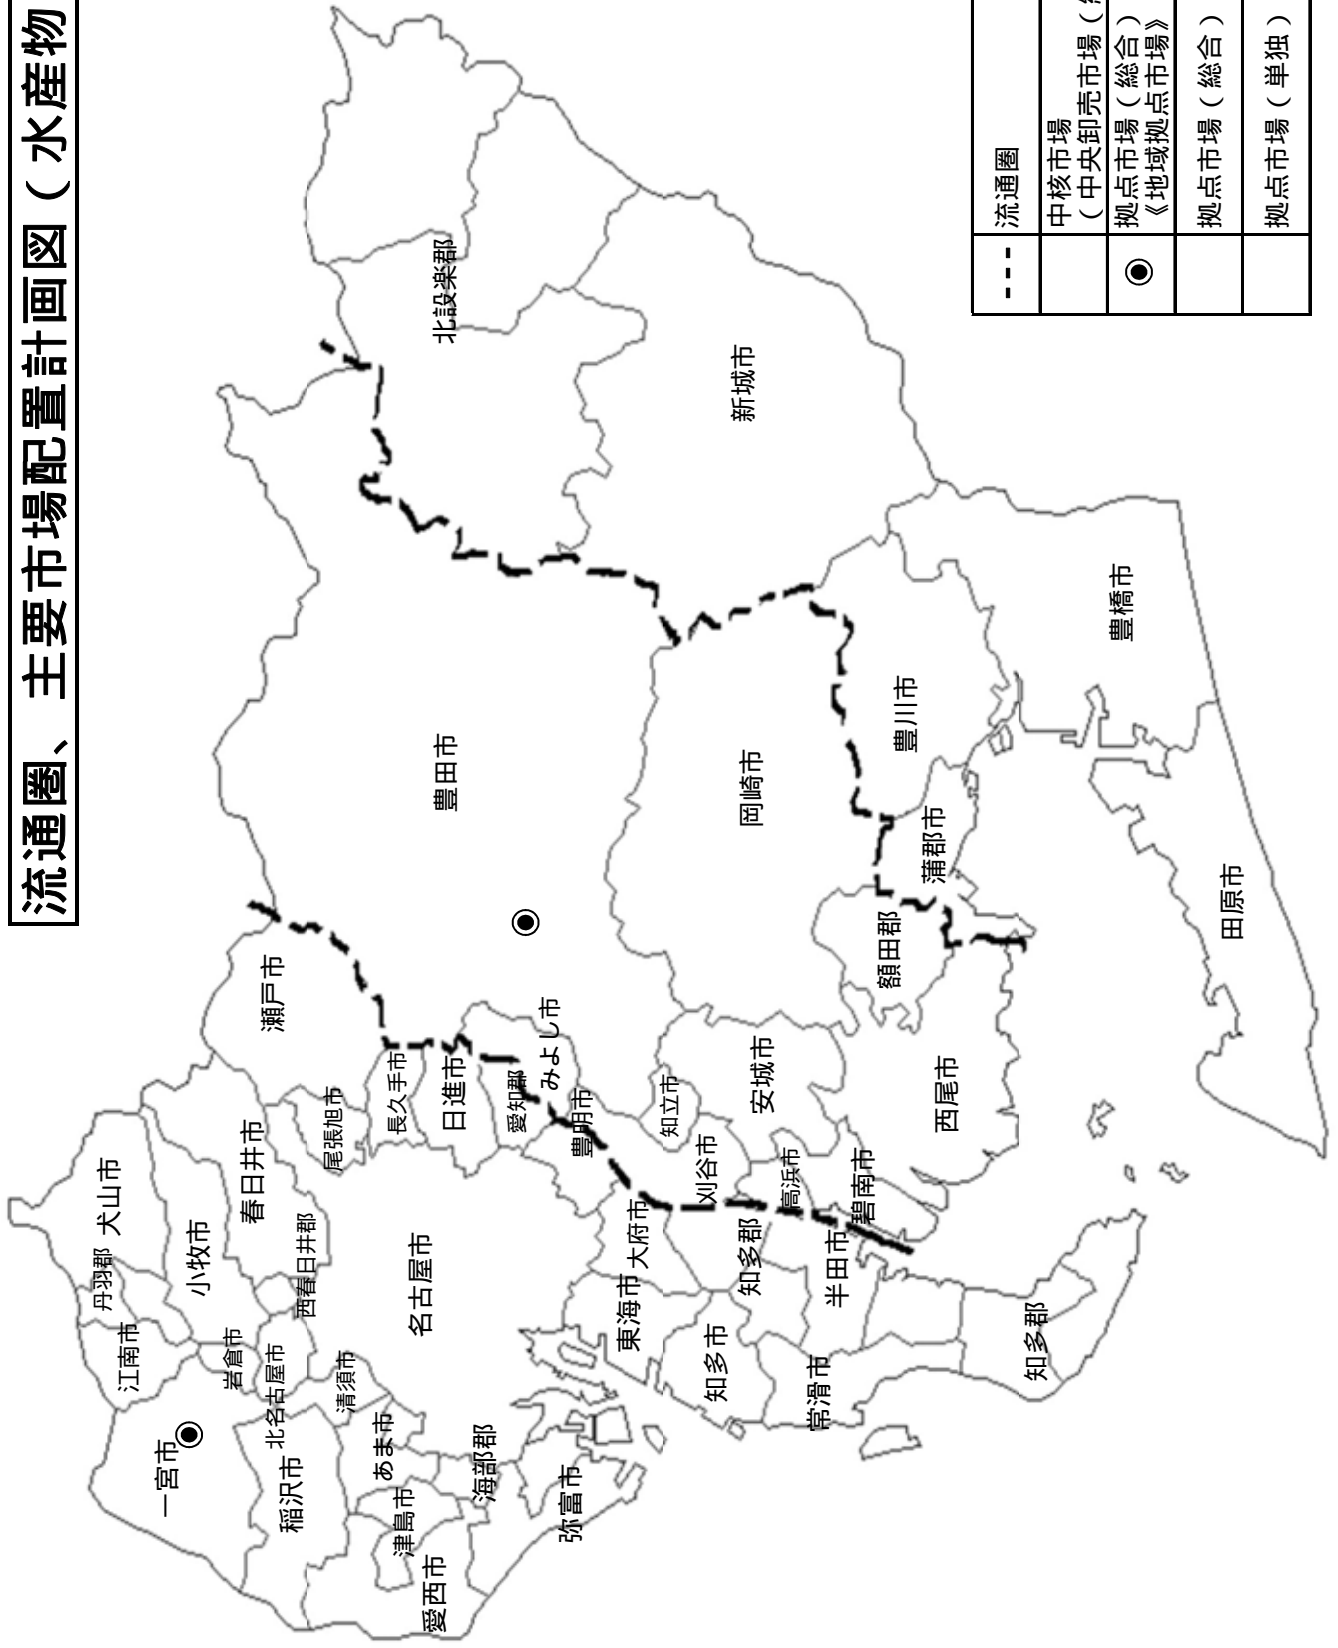 流通圏、主要市場配置計画図（水産物
流通圏
中核市場
（中央卸売市場（
拠点市場（総合）
《地域拠点市場》
拠点市場（総合）
拠点市場（単独）
北設楽郡
新城市
豊田市
豊橋市
豊川市
岡崎市
蒲郡市
田原市
額田郡
瀬戸市
みよし市
長久手市
日進市
愛知郡
豊明市
知立市
安城市
西尾市
尾張旭市
刈谷市
高浜市
碧南市
犬山市
春日井市
小牧市
丹羽郡
西春日井郡
名古屋市
大府市
知多郡
半田市
東海市
江南市
岩倉市
北名古屋市
清須市
知多市
常滑市
知多郡
一宮市
稲沢市
あま市
海部郡
津島市
弥富市
愛西市